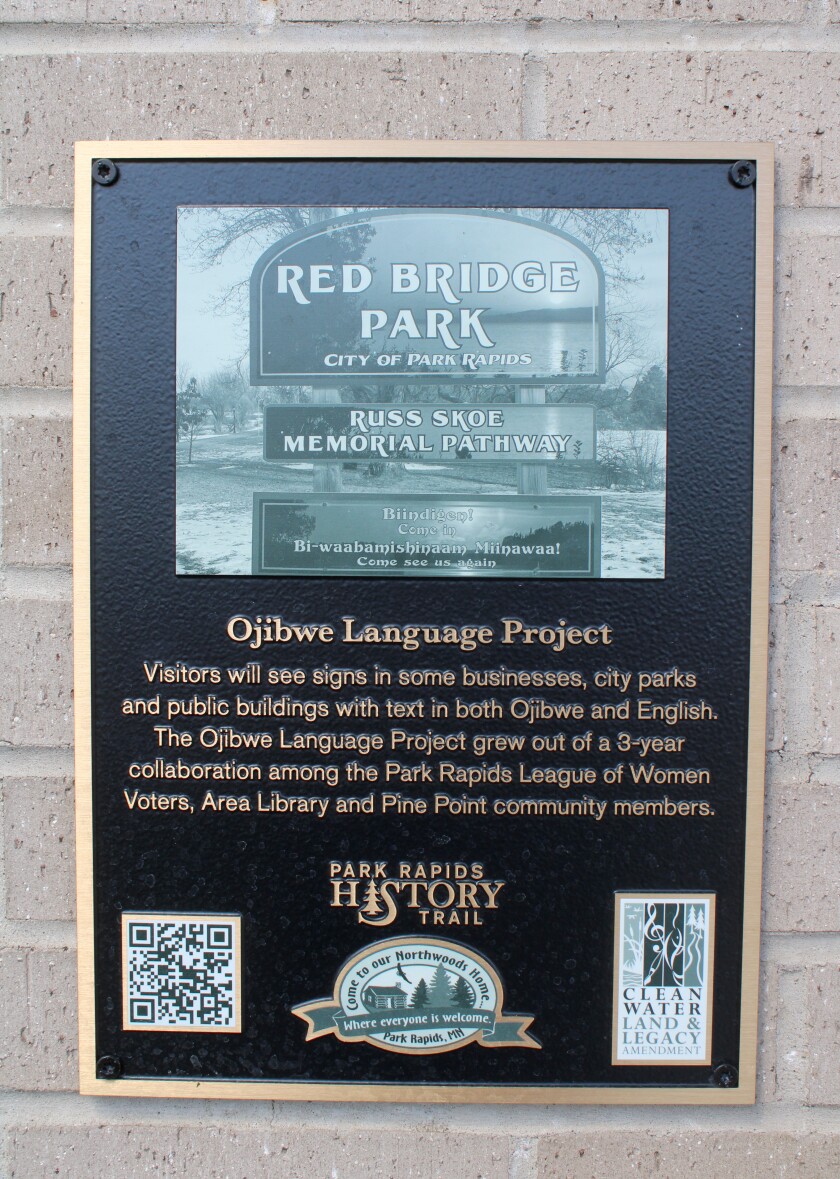 RED BRIDGE
PARK
CITY OF PARK RAPIDS
RUSS SKOE
MEMORIAL PATHWAY
Biindigen!
Come in
Bi-waabamishinaam Miinawaa!
Come see us again
Ojibwe Language Project
Visitors will see signs in some businesses, city parks
and public buildings with text in both Ojibwe and English.
The Ojibwe Language Project grew out of a 3-year
collaboration among the Park Rapids League of Women
Voters, Area Library and Pine Point community members.
PARK RAPIDS
HISTORY
TRAIL
Come to our Northwoods Home...
Where everyone is welcome.
Park Rapids, MN
CLEAN
WATER
LAND &
LEGACY
AMENDMENT